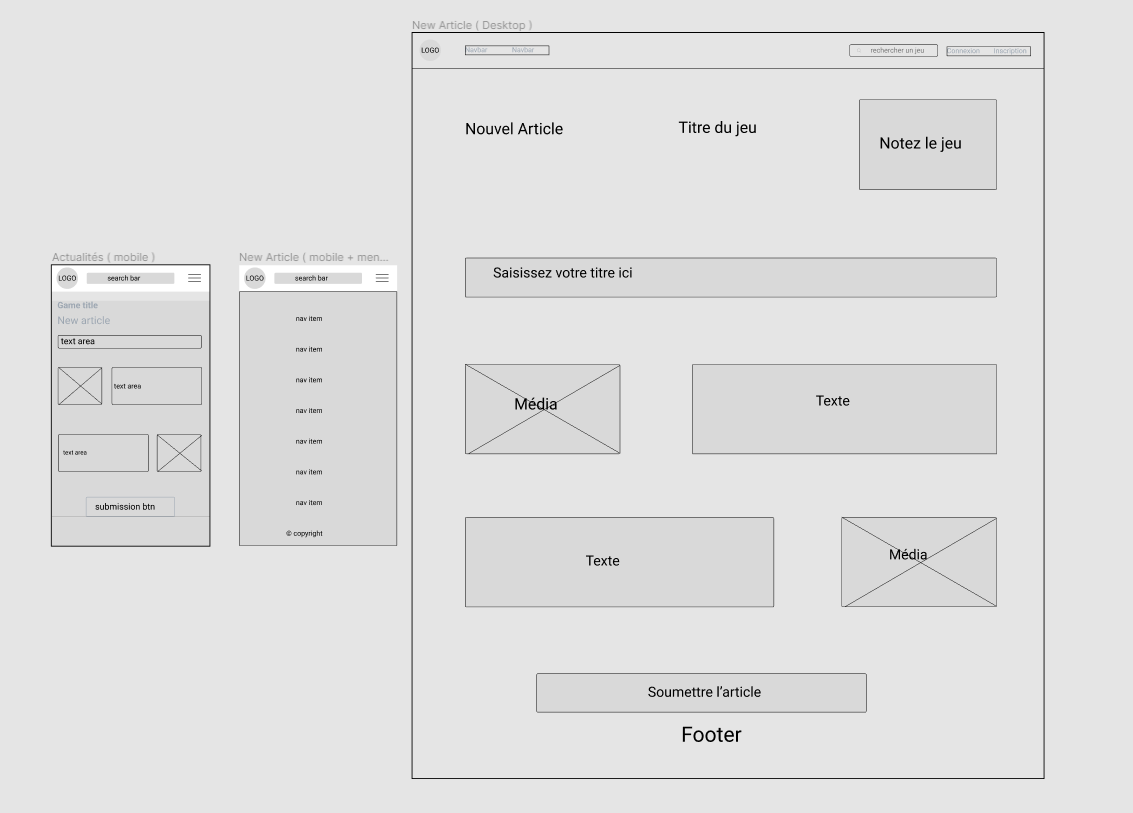 New Article ( Desktop )
LOGO
Navbar Navbar
rechercher un jeu
Connexion Inscription
Nouvel Article
Titre du jeu
Notez le jeu
Saisissez votre titre ici
Média
Texte
Texte
Média
Soumettre l'article
Footer
Actualités ( mobile )
LOGO
search bar
Game title
New article
text area
text area
text area
submission btn
New Article ( mobile + men...
LOGO
search bar
nav item
nav item
nav item
nav item
nav item
nav item
nav item
© copyright